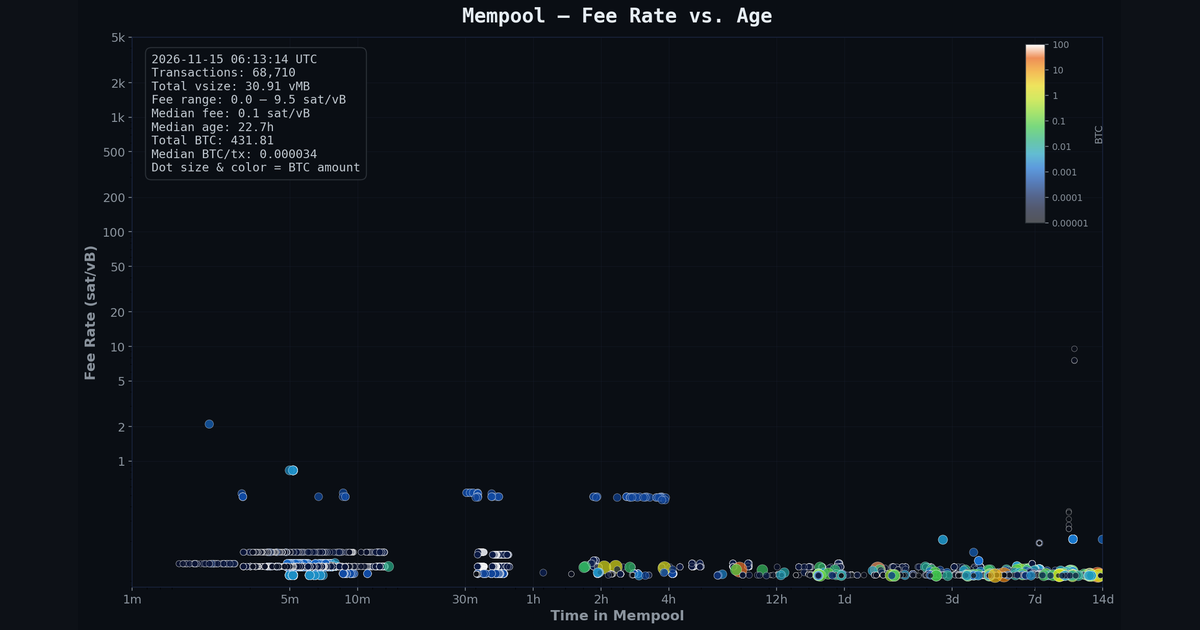 Mempool — Fee Rate vs. Age
2026-11-15 06:13:14 UTC
Transactions: 68,710
Total vsize: 30.91 vMB
Fee range: 0.0 – 9.5 sat/vB
Median fee: 0.1 sat/vB
Median age: 22.7h
Total BTC: 431.81
Median BTC/tx: 0.000034
Dot size & color = BTC amount
Fee Rate (sat/vB)
5k
2k
1k
500
200
100
50
20
10
5
2
1
100
10
1
0.1
0.01
0.001
0.0001
0.00001
BTC
1m 5m 10m 30m 1h 2h 4h 12h 1d 3d 7d 14d
Time in Mempool